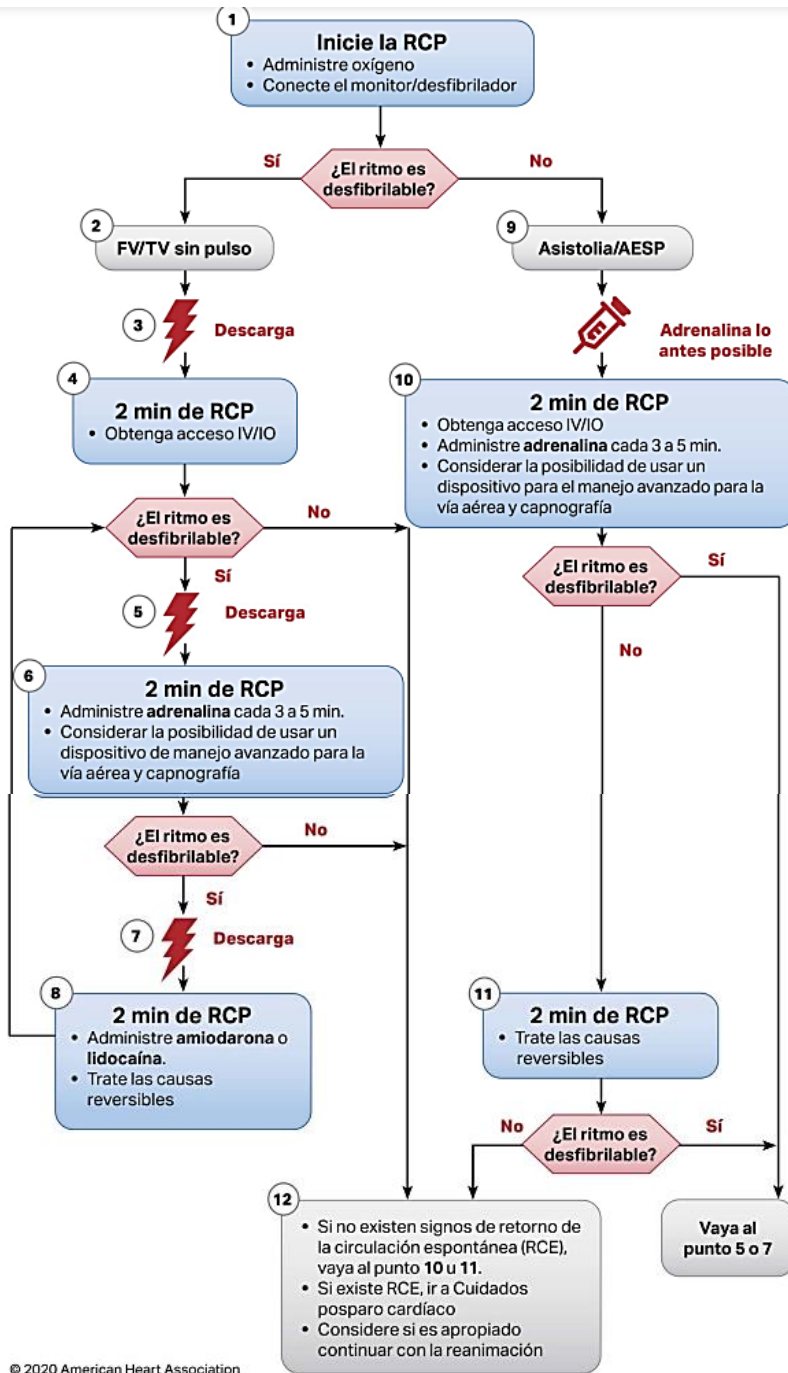 1
Inicie la RCP
• Administre oxígeno
• Conecte el monitor/desfibrilador
¿El ritmo es
desfibrilable?
Sí
No
2
FV/TV sin pulso
3
Descarga
4
2 min de RCP
• Obtenga acceso IV/IO
¿El ritmo es
desfibrilable?
No
Sí
5
Descarga
6
2 min de RCP
• Administre adrenalina cada 3 a 5 min.
• Considerar la posibilidad de usar un
dispositivo de manejo avanzado para la
vía aérea y capnografía
¿El ritmo es
desfibrilable?
No
Sí
7
Descarga
8
2 min de RCP
• Administre amiodarona o
lidocaína.
• Trate las causas
reversibles
9
Asistolia/AESP
Adrenalina lo
antes posible
10
2 min de RCP
• Obtenga acceso IV/IO
• Administre adrenalina cada 3 a 5 min.
• Considerar la posibilidad de usar un
dispositivo para el manejo avanzado para la
vía aérea y capnografía
¿El ritmo es
desfibrilable?
Sí
No
11
2 min de RCP
• Trate las causas
reversibles
¿El ritmo es
desfibrilable?
No
Sí
12
• Si no existen signos de retorno de
la circulación espontánea (RCE),
vaya al punto 10 u 11.
• Si existe RCE, ir a Cuidados
posparo cardíaco
• Considere si es apropiado
continuar con la reanimación
Vaya al
punto 5 o 7
© 2020 American Heart Association